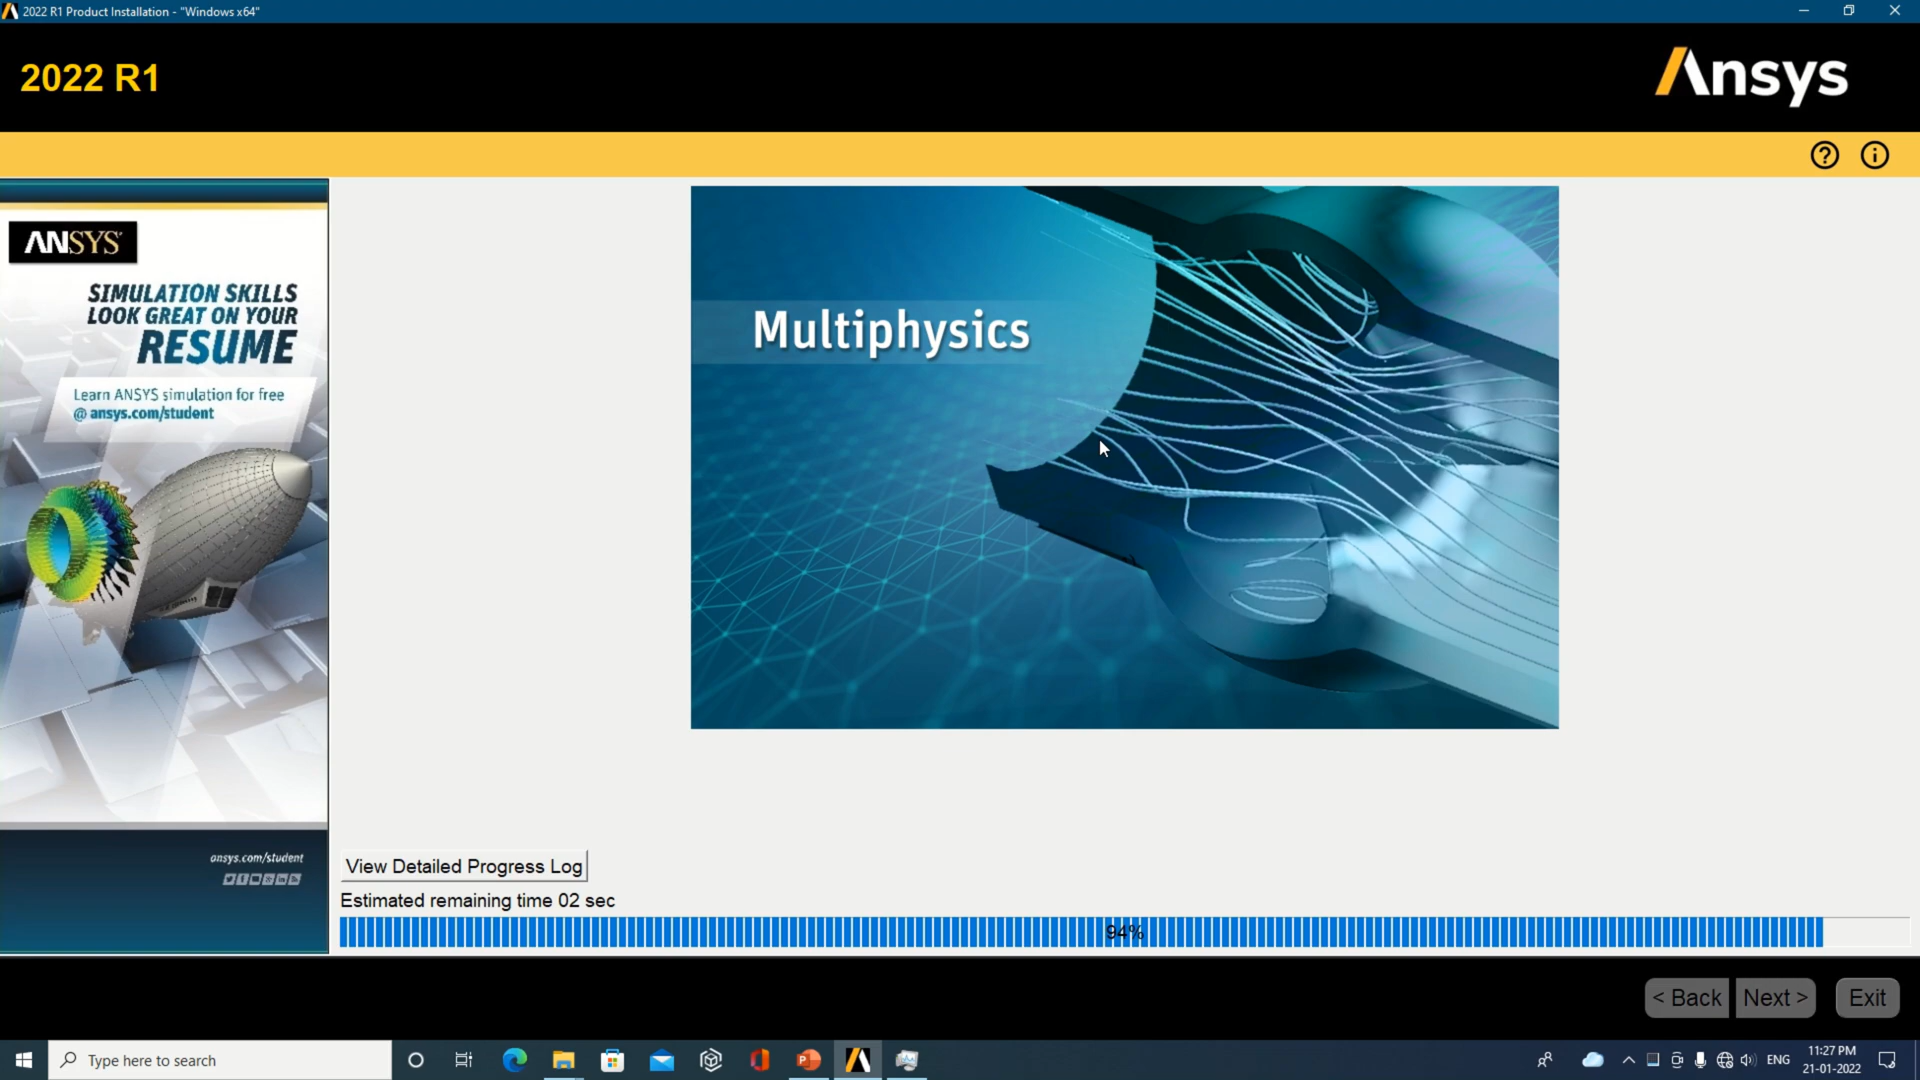 2022 R1 Product Installation - "Windows x64"
2022 R1
Ansys
ANSYS
SIMULATION SKILLS
LOOK GREAT ON YOUR
RESUME
Learn ANSYS simulation for free
@ ansys.com/student
ansys.com/student
Multiphysics
View Detailed Progress Log
Estimated remaining time 02 sec
94%
< Back
Next >
Exit
Type here to search
ENG
11:27 PM
21-01-2022